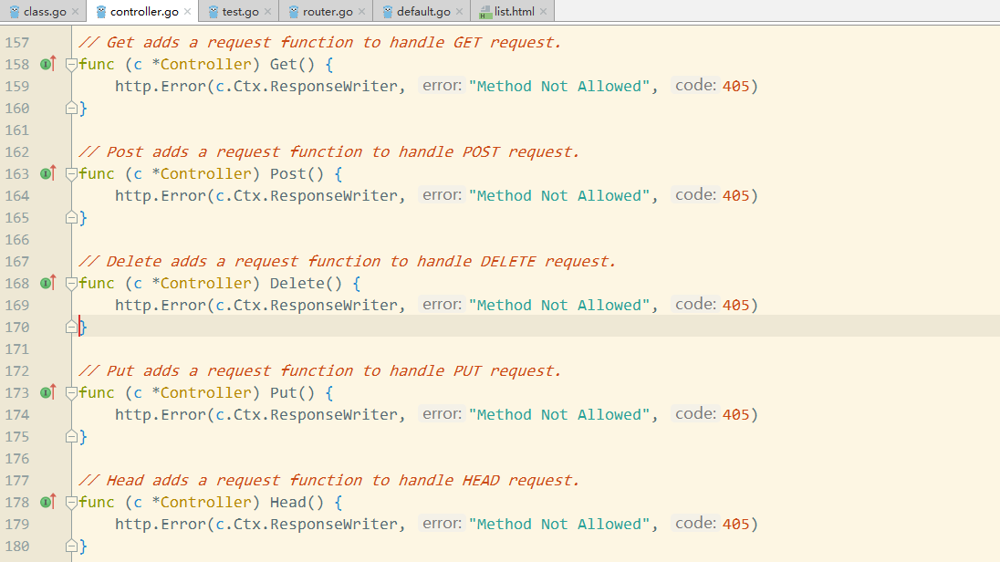 class.go
controller.go
test.go
router.go
default.go
list.html
157 // Get adds a request function to handle GET request.
158 func (c *Controller) Get() {
159 http.Error(c.Ctx.ResponseWriter, error: "Method Not Allowed", code: 405)
160 }
161
162 // Post adds a request function to handle POST request.
163 func (c *Controller) Post() {
164 http.Error(c.Ctx.ResponseWriter, error: "Method Not Allowed", code: 405)
165 }
166
167 // Delete adds a request function to handle DELETE request.
168 func (c *Controller) Delete() {
169 http.Error(c.Ctx.ResponseWriter, error: "Method Not Allowed", code: 405)
170 }
171
172 // Put adds a request function to handle PUT request.
173 func (c *Controller) Put() {
174 http.Error(c.Ctx.ResponseWriter, error: "Method Not Allowed", code: 405)
175 }
176
177 // Head adds a request function to handle HEAD request.
178 func (c *Controller) Head() {
179 http.Error(c.Ctx.ResponseWriter, error: "Method Not Allowed", code: 405)
180 }